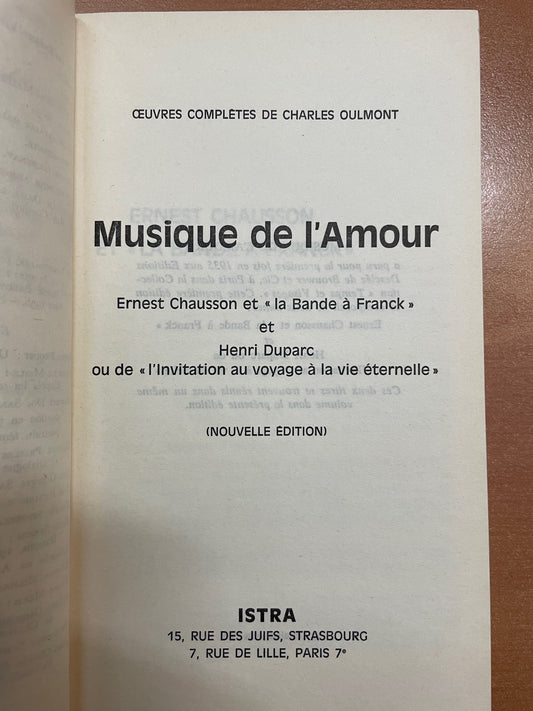 ŒUVRES COMPLÈTES DE CHARLES OULMONT
Musique de l'Amour
Ernest Chausson et « la Bande à Franck »
et
Henri Duparc
ou de « l'Invitation au voyage à la vie éternelle »
(NOUVELLE ÉDITION)
ISTRA
15, RUE DES JUIFS, STRASBOURG
7, RUE DE LILLE, PARIS 7e